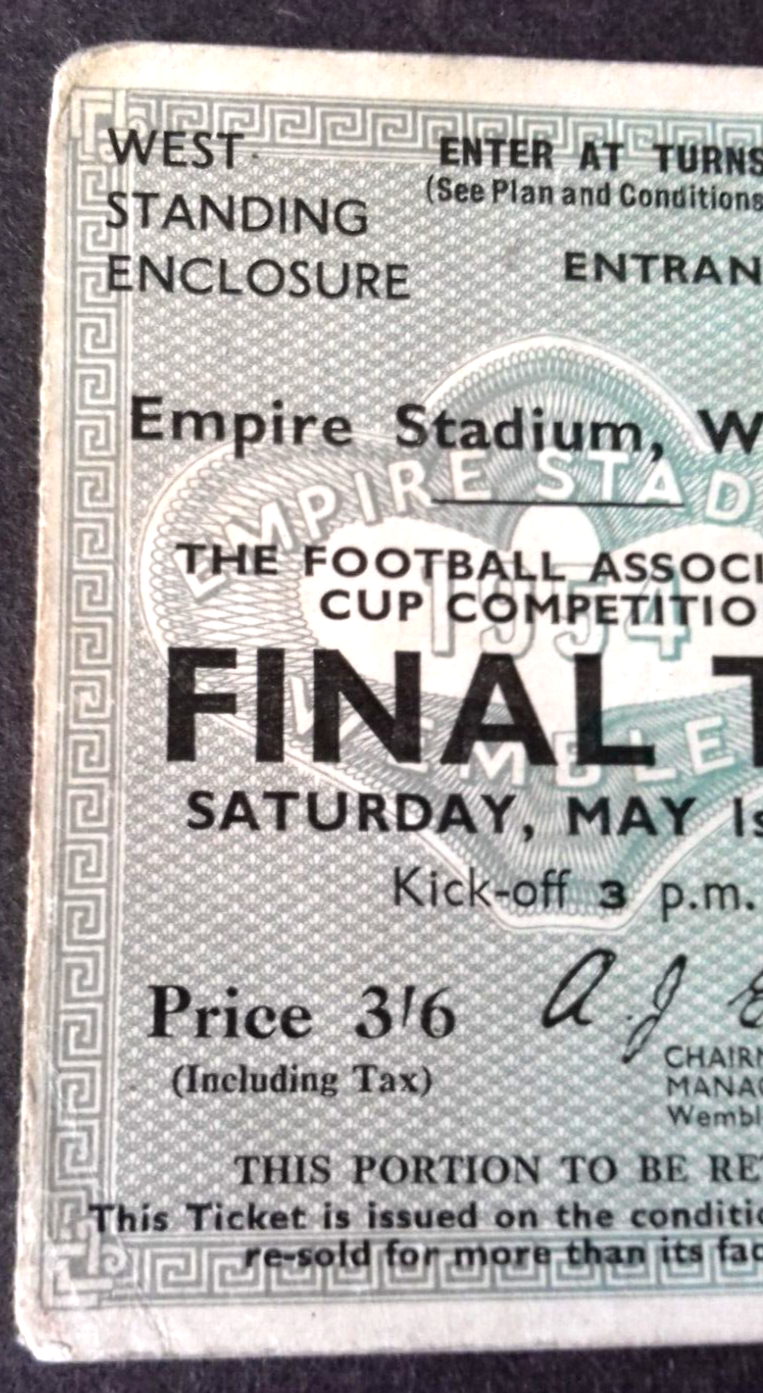 WEST
STANDING
ENCLOSURE
ENTER AT TURNS
(See Plan and Conditions
ENTRAN
Empire Stadium, W
EMPIRE STAD
THE FOOTBALL ASSOCI
CUP COMPETITIO
1954
FINAL T
WEMBLE
SATURDAY, MAY 1s
Kick-off 3 p.m.
Price 3/6
(Including Tax)
A. J. E
CHAIRM
MANAG
Wembl
THIS PORTION TO BE RET
This Ticket is issued on the conditio
re-sold for more than its fac